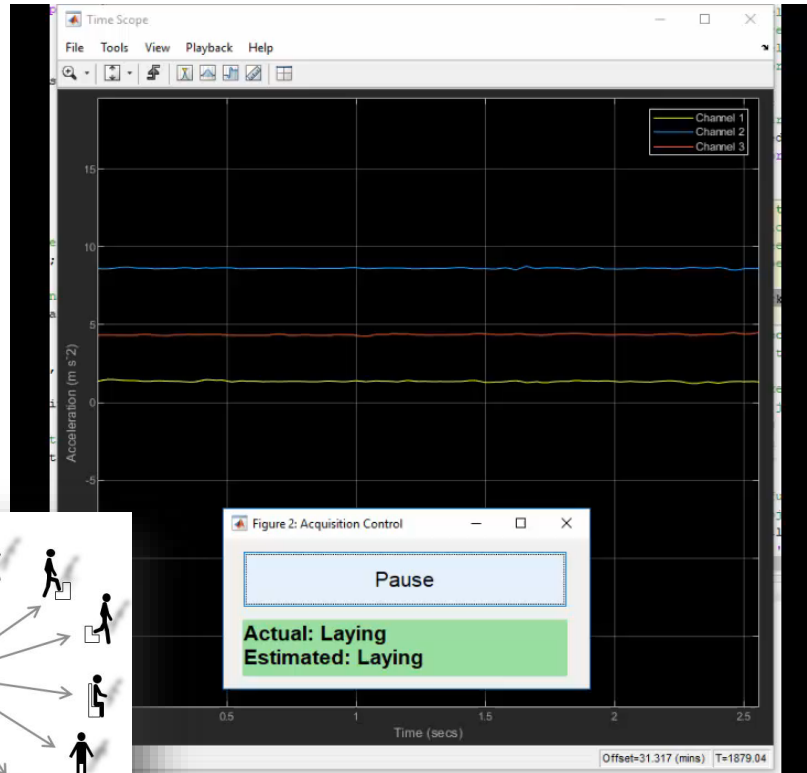 Time Scope
File Tools View Playback Help
Channel 1
Channel 2
Channel 3
15
10
5
0
-5
Acceleration (m s^2)
Figure 2: Acquisition Control
Pause
Actual: Laying
Estimated: Laying
0.5
1
1.5
2
2.5
Time (secs)
Offset=31.317 (mins) T=1879.04